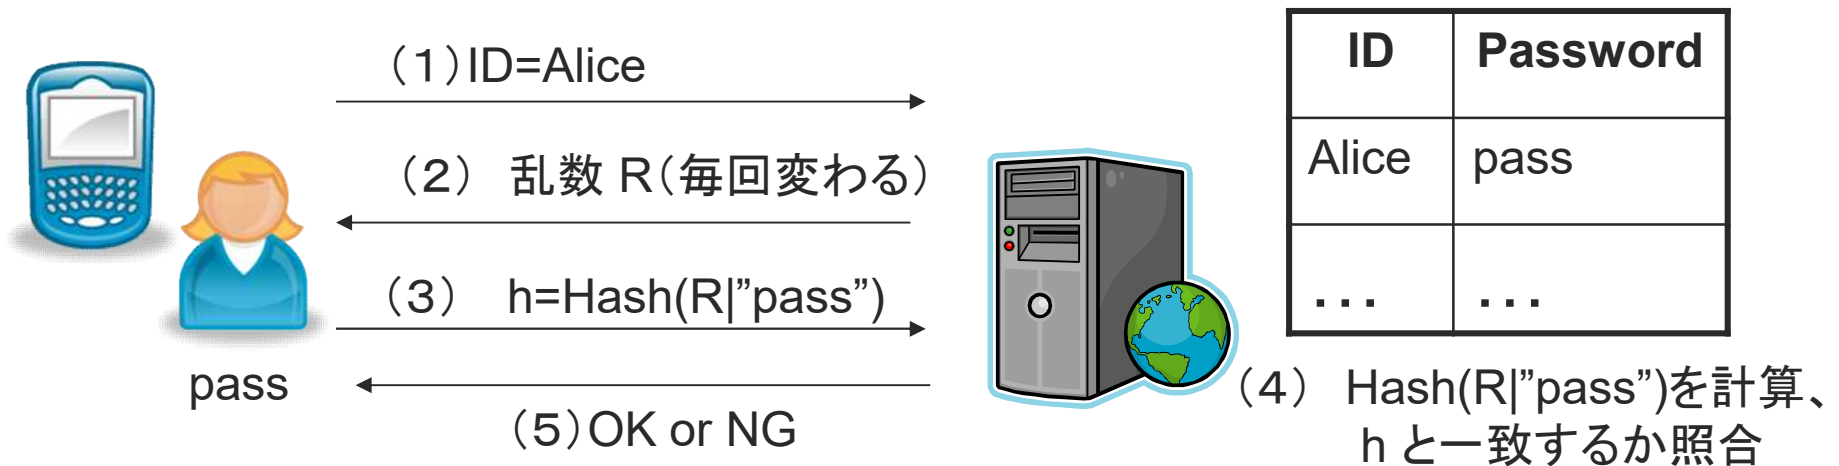 （１）ID=Alice
（２） 乱数 R（毎回変わる）
（３） h=Hash(R|”pass”)
pass
（５）OK or NG
ID Password
Alice pass
... ...
（４） Hash(R|”pass”)を計算、
h と一致するか照合